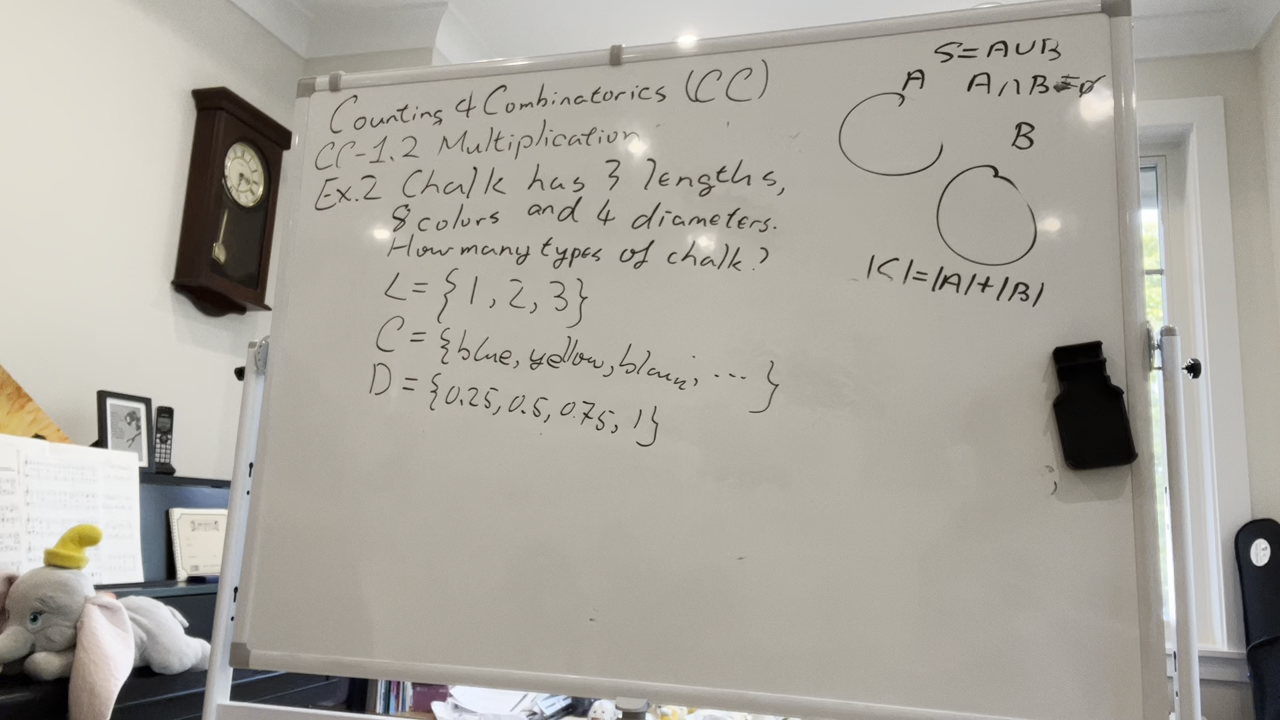 Counting & Combinatorics (CC)
CC-1.2 Multiplication
Ex.2 Chalk has 3 lengths,
8 colors and 4 diameters.
How many types of chalk?
L = {1, 2, 3}
C = {blue, yellow, ... }
D = {0.25, 0.5, 0.75, 1}
S = A∪B
A∩B=∅
A
B
|S| = |A|+|B|